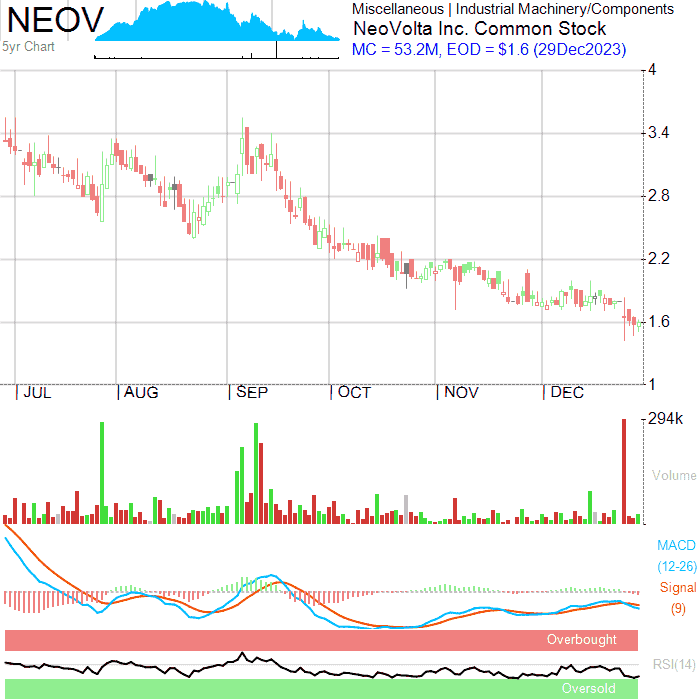 NEOV
5yr Chart
Miscellaneous | Industrial Machinery/Components
NeoVolta Inc. Common Stock
MC = 53.2M, EOD = $1.6 (29Dec2023)
4
3.4
2.8
2.2
1.6
1
JUL AUG SEP OCT NOV DEC
294k
Volume
MACD
(12-26)
Signal
(9)
Overbought
RSI(14)
Oversold